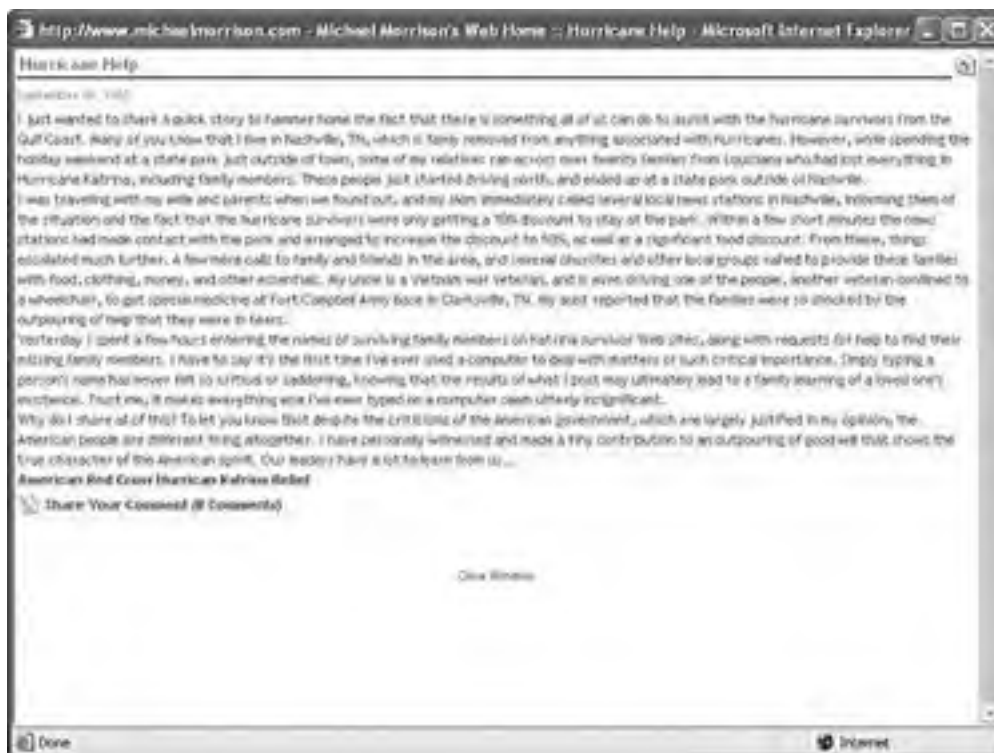 http://www.michaelmorrison.com - Michael Morrison's Web Home :: Hurricane Help - Microsoft Internet Explorer
Hurricane Help
I just wanted to share a quick story to hammer home the fact that there is something all of us can do to assist with the hurricane survivors from the
Gulf Coast. Many of you know that I live in Nashville, TN, which is fairly removed from anything associated with hurricanes. However, while spending the
holiday weekend at a state park just outside of town, some of my relatives ran across over twenty families from Louisiana who had lost everything in
Hurricane Katrina, including family members. These people just started driving north, and ended up at a state park outside of Nashville.
I was traveling with my wife and parents when we found out, and my mom immediately called several local news stations in Nashville, informing them of
the situation and the fact that the hurricane survivors were only getting a 10% discount to stay at the park. Within a few short minutes the news
stations had made contact with the park and arranged to increase the discount to 50%, as well as a significant food discount. From there, things
escalated much further. A few more calls to family and friends in the area, and several churches and other local groups rallied to provide these families
with food, clothing, money, and other essentials. My uncle is a Vietnam war veteran, and is even driving one of the people, another veteran confined to
a wheelchair, to get special medicine at Fort Campbell Army Base in Clarksville, TN. My aunt reported that the families were so shocked by the
outpouring of help that they were in tears.
Yesterday I spent a few hours entering the names of surviving family members on Katrina survivor Web sites, along with requests for help to find their
missing family members. I have to say it's the first time I've ever used a computer to deal with matters of such critical importance. Simply typing a
person's name has never felt so critical or saddening, knowing that the results of what I post may ultimately lead to a family learning of a loved one's
existence. Trust me, it makes everything else I've ever typed on a computer seem utterly insignificant.
Why do I share all of this? To let you know that despite the criticisms of the American government, which are largely justified in my opinion, the
American people are different thing altogether. I have personally witnessed and made a tiny contribution to an outpouring of good will that shows the
true character of the American spirit. Our leaders have a lot to learn from us...
American Red Cross Hurrican Katrina Relief
Share Your Comment (8 Comments)
Close Window
Done
Internet